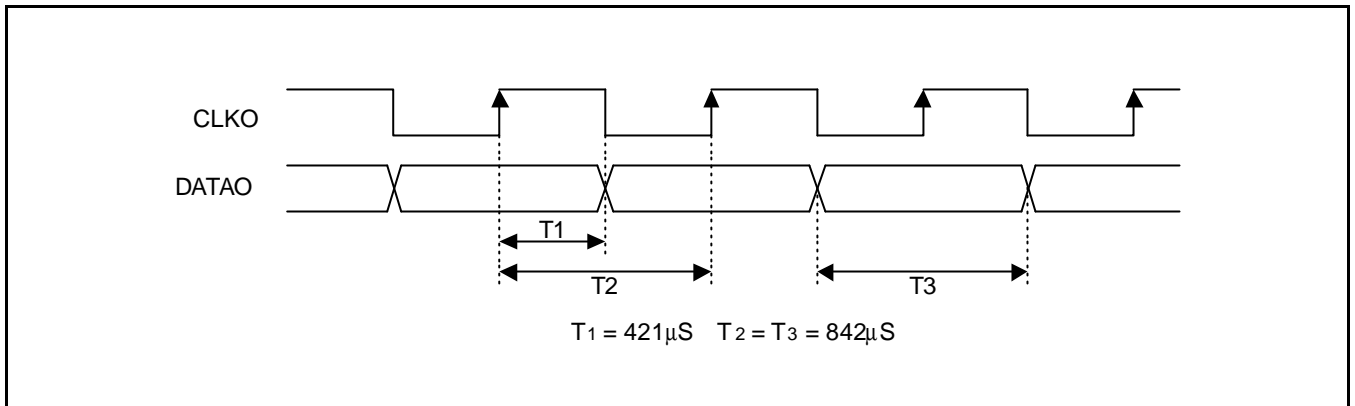 CLKO
DATAO
T1
T2
T3
T1 = 421μS T2 = T3 = 842μS